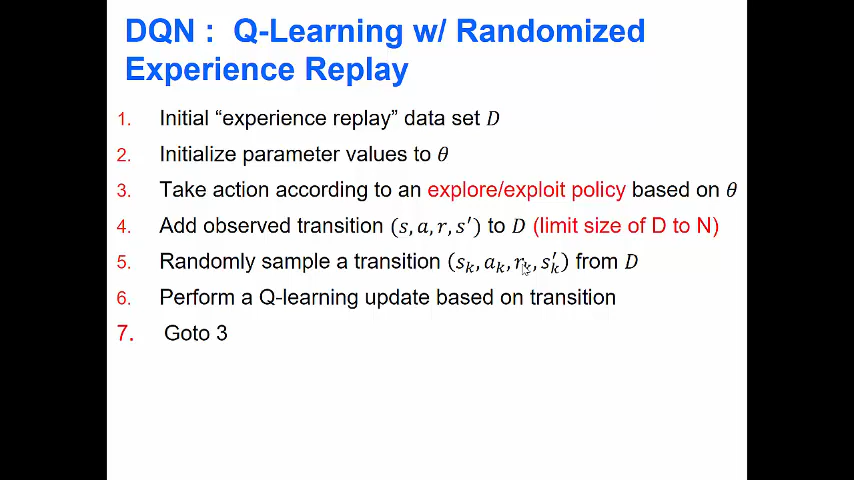 DQN : Q-Learning w/ Randomized
Experience Replay
1. Initial “experience replay” data set D
2. Initialize parameter values to θ
3. Take action according to an explore/exploit policy based on θ
4. Add observed transition (s, a, r, s′) to D (limit size of D to N)
5. Randomly sample a transition (sₖ, aₖ, rₖ, s′ₖ) from D
6. Perform a Q-learning update based on transition
7. Goto 3